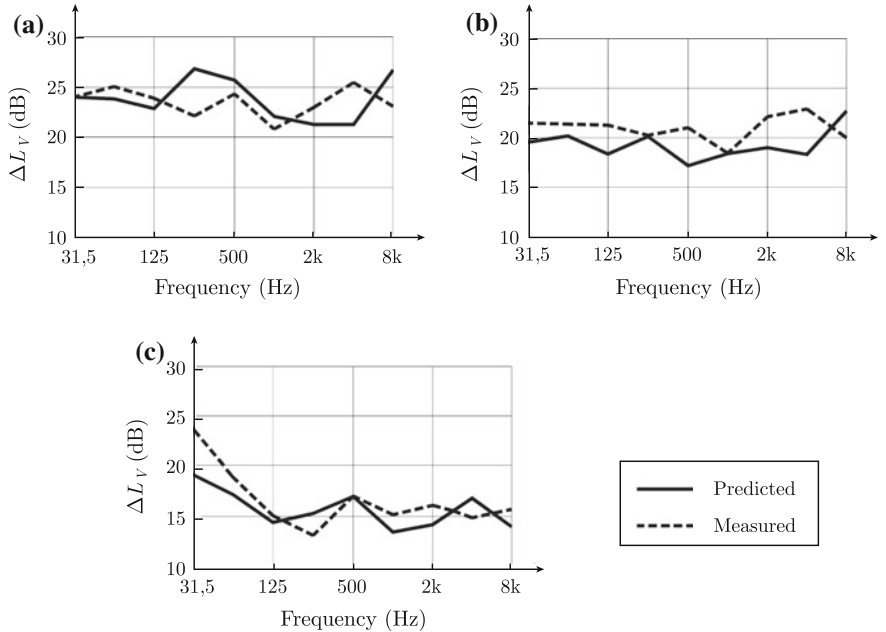 (a)
30
25
20
15
10
ΔL_V (dB)
31,5 125 500 2k 8k
Frequency (Hz)
(b)
30
25
20
15
10
ΔL_V (dB)
31,5 125 500 2k 8k
Frequency (Hz)
(c)
30
25
20
15
10
ΔL_V (dB)
31,5 125 500 2k 8k
Frequency (Hz)
Predicted
Measured